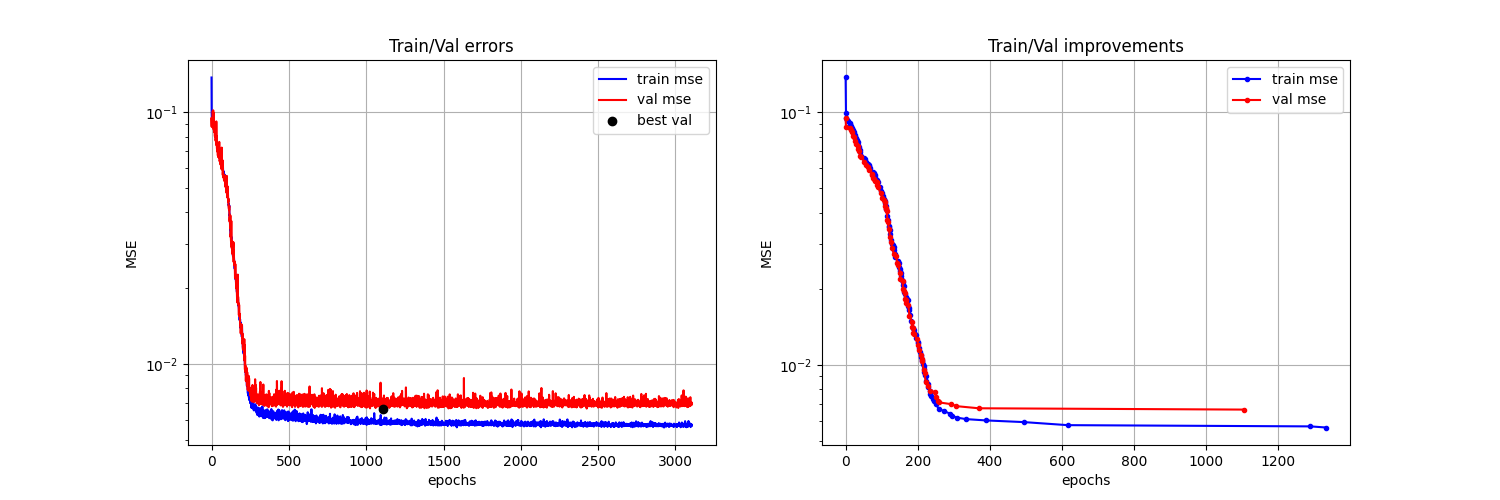 Train/Val errors
train mse
val mse
best val
10⁻¹
10⁻²
MSE
0 500 1000 1500 2000 2500 3000
epochs
Train/Val improvements
train mse
val mse
10⁻¹
10⁻²
MSE
0 200 400 600 800 1000 1200
epochs